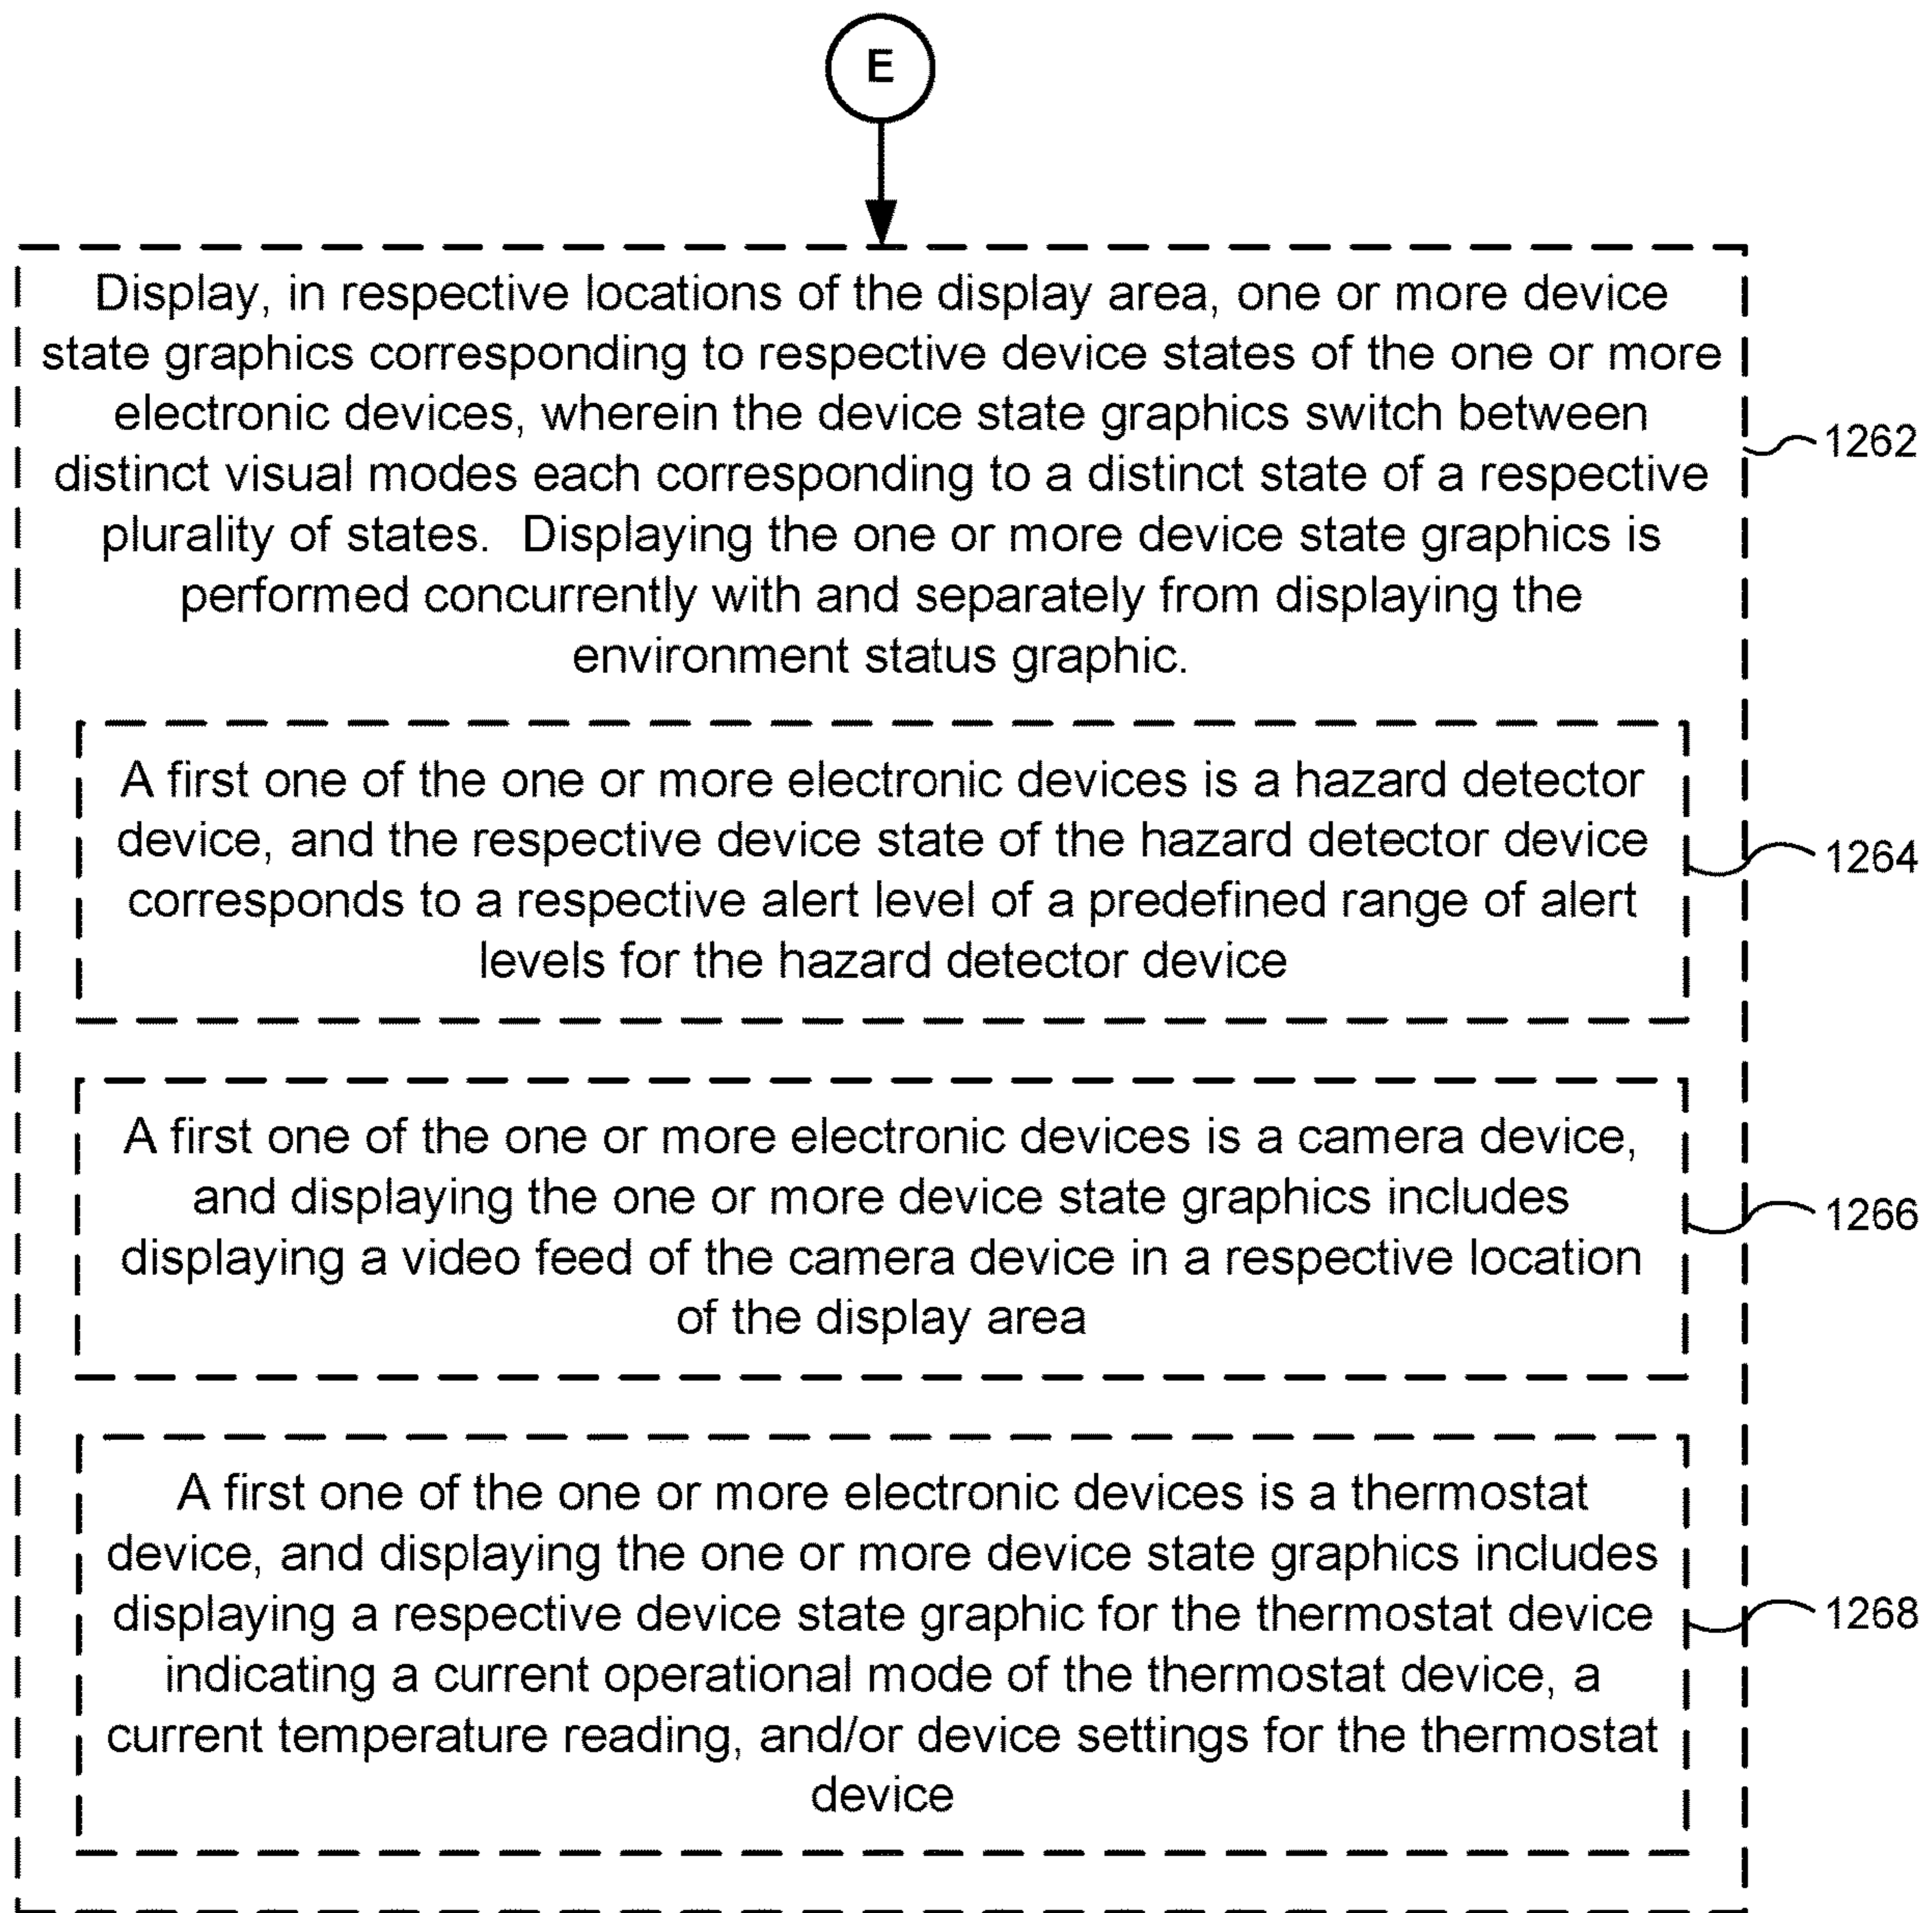 E
Display, in respective locations of the display area, one or more device
state graphics corresponding to respective device states of the one or more
electronic devices, wherein the device state graphics switch between
distinct visual modes each corresponding to a distinct state of a respective
plurality of states.  Displaying the one or more device state graphics is
performed concurrently with and separately from displaying the
environment status graphic.
1262
A first one of the one or more electronic devices is a hazard detector
device, and the respective device state of the hazard detector device
corresponds to a respective alert level of a predefined range of alert
levels for the hazard detector device
1264
A first one of the one or more electronic devices is a camera device,
and displaying the one or more device state graphics includes
displaying a video feed of the camera device in a respective location
of the display area
1266
A first one of the one or more electronic devices is a thermostat
device, and displaying the one or more device state graphics includes
displaying a respective device state graphic for the thermostat device
indicating a current operational mode of the thermostat device, a
current temperature reading, and/or device settings for the thermostat
device
1268